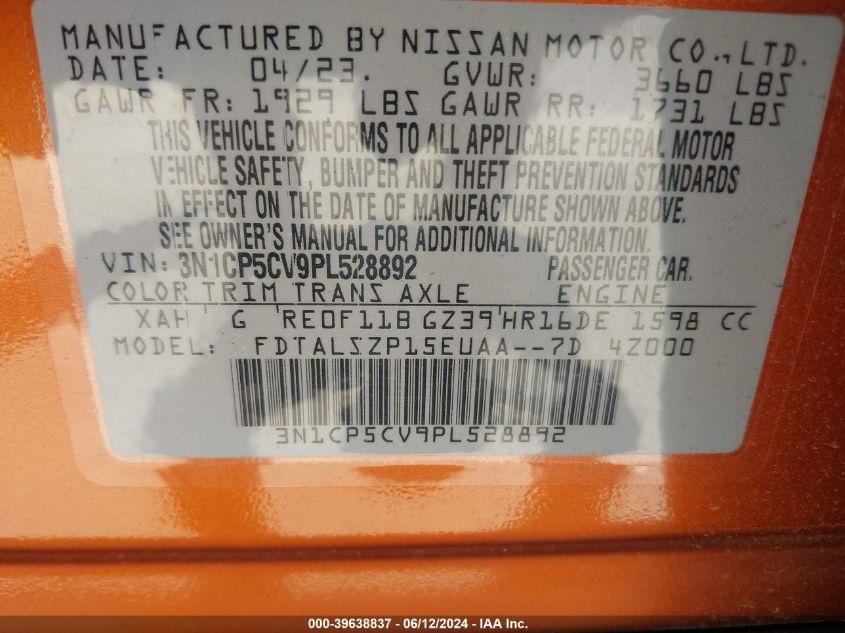 MANUFACTURED BY NISSAN MOTOR CO., LTD.
DATE: 04/23. GVWR: 3660 LBS
GAWR FR: 1929 LBS GAWR RR: 1731 LBS
THIS VEHICLE CONFORMS TO ALL APPLICABLE FEDERAL MOTOR
VEHICLE SAFETY, BUMPER AND THEFT PREVENTION STANDARDS
IN EFFECT ON THE DATE OF MANUFACTURE SHOWN ABOVE.
SEE OWNER'S MANUAL FOR ADDITIONAL INFORMATION.
VIN: 3N1CP5CV9PL528892 PASSENGER CAR.
COLOR TRIM TRANS AXLE ENGINE
XAH G RE0F11B GZ39 HR16DE 1598 CC
MODEL: FDTALSZP15EUAA--7D 4Z000
3N1CP5CV9PL528892
000-39638837 - 06/12/2024 - IAA Inc.